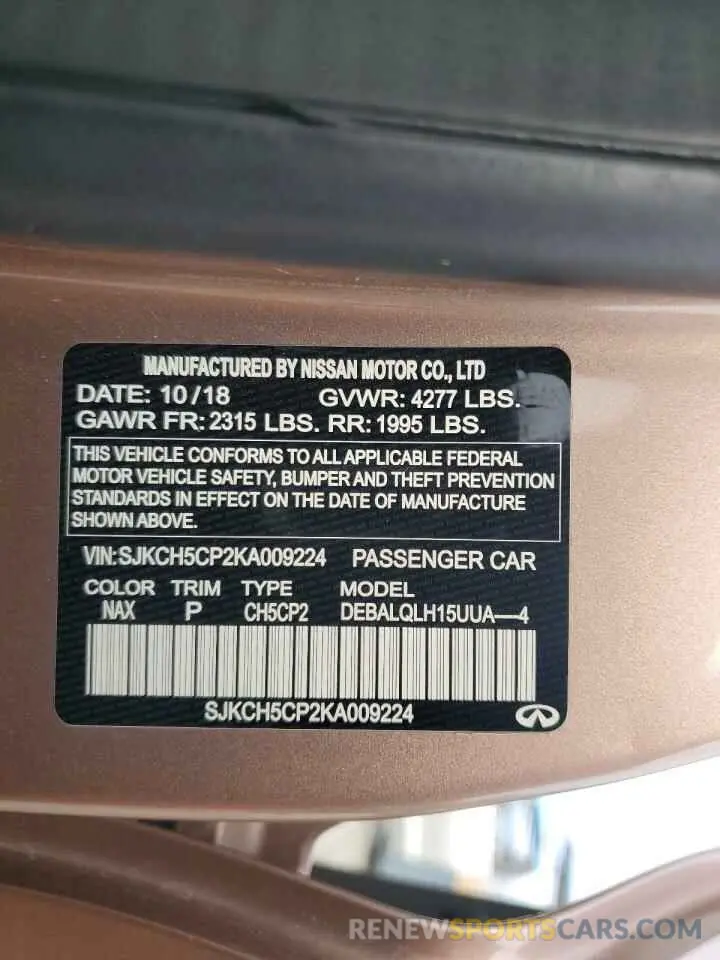 MANUFACTURED BY NISSAN MOTOR CO., LTD
DATE: 10/18 GVWR: 4277 LBS.
GAWR FR: 2315 LBS. RR: 1995 LBS.
THIS VEHICLE CONFORMS TO ALL APPLICABLE FEDERAL
MOTOR VEHICLE SAFETY, BUMPER AND THEFT PREVENTION
STANDARDS IN EFFECT ON THE DATE OF MANUFACTURE
SHOWN ABOVE.
VIN:SJKCH5CP2KA009224 PASSENGER CAR
COLOR TRIM TYPE MODEL
NAX P CH5CP2 DEBALQLH15UUA—4
SJKCH5CP2KA009224
RENEWSPORTSCARS.COM